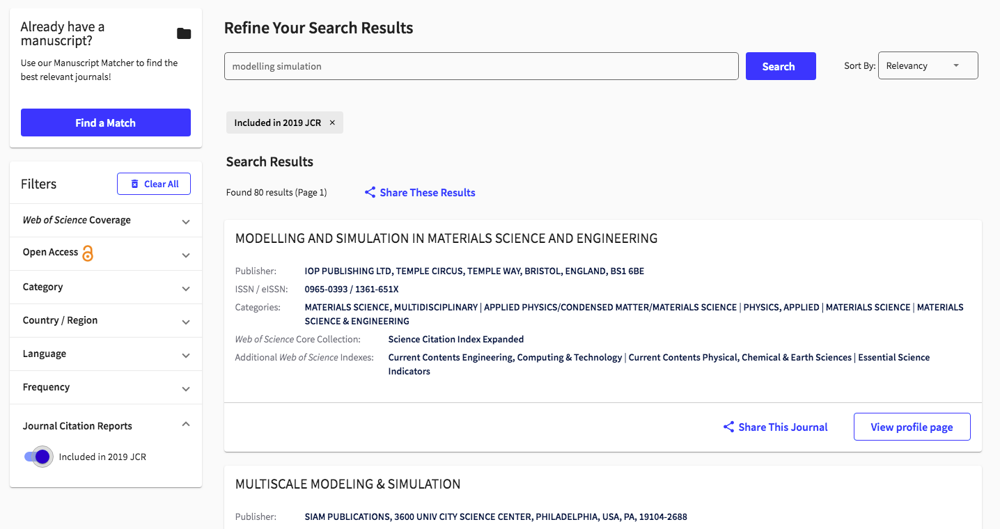 Already have a
manuscript?
Use our Manuscript Matcher to find the
best relevant journals!
Find a Match
Filters
Clear All
Web of Science Coverage
Open Access
Category
Country / Region
Language
Frequency
Journal Citation Reports
Included in 2019 JCR
Refine Your Search Results
modelling simulation
Search
Sort By: Relevancy
Included in 2019 JCR ×
Search Results
Found 80 results (Page 1)
Share These Results
MODELLING AND SIMULATION IN MATERIALS SCIENCE AND ENGINEERING
Publisher: IOP PUBLISHING LTD, TEMPLE CIRCUS, TEMPLE WAY, BRISTOL, ENGLAND, BS1 6BE
ISSN / eISSN: 0965-0393 / 1361-651X
Categories: MATERIALS SCIENCE, MULTIDISCIPLINARY | APPLIED PHYSICS/CONDENSED MATTER/MATERIALS SCIENCE | PHYSICS, APPLIED | MATERIALS SCIENCE | MATERIALS
SCIENCE & ENGINEERING
Web of Science Core Collection: Science Citation Index Expanded
Additional Web of Science Indexes: Current Contents Engineering, Computing & Technology | Current Contents Physical, Chemical & Earth Sciences | Essential Science
Indicators
Share This Journal
View profile page
MULTISCALE MODELING & SIMULATION
Publisher: SIAM PUBLICATIONS, 3600 UNIV CITY SCIENCE CENTER, PHILADELPHIA, USA, PA, 19104-2688